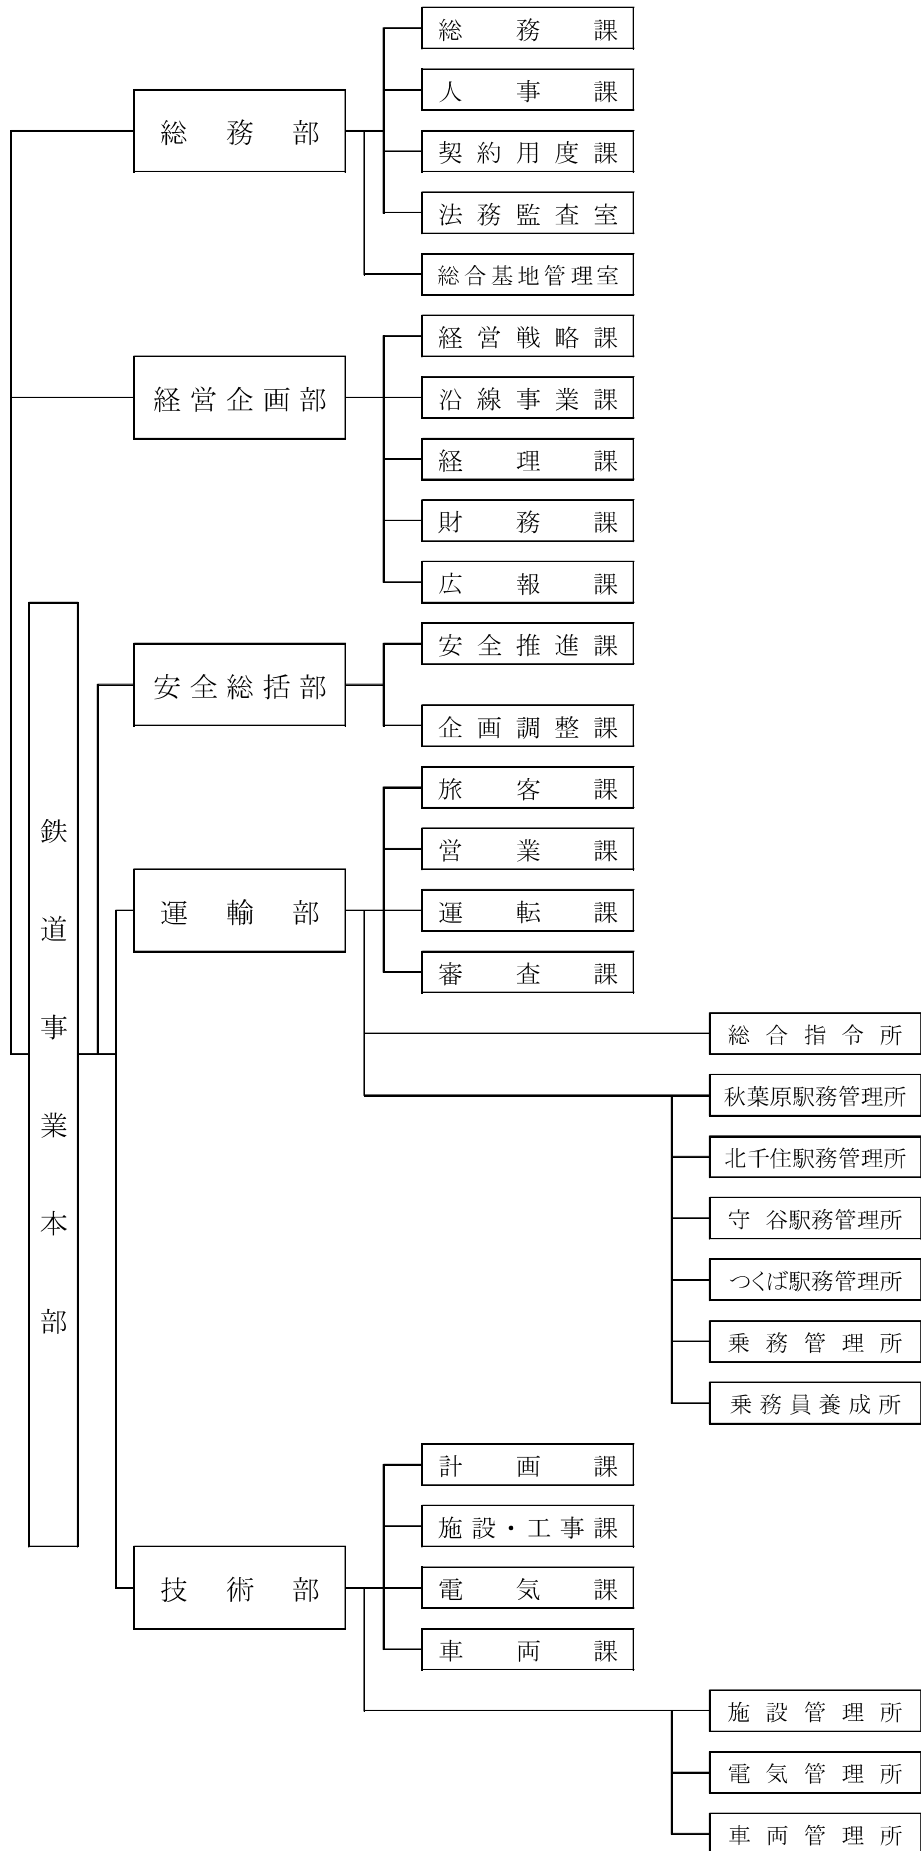 総務課
人事課
総務部
契約用度課
法務監査室
総合基地管理室
経営戦略課
経営企画部
沿線事業課
経理課
財務課
広報課
安全推進課
安全総括部
企画調整課
鉄道事業本部
旅客課
営業課
運輸部
運転課
審査課
総合指令所
秋葉原駅務管理所
北千住駅務管理所
守谷駅務管理所
つくば駅務管理所
乗務管理所
乗務員養成所
計画課
施設・工事課
技術部
電気課
車両課
施設管理所
電気管理所
車両管理所